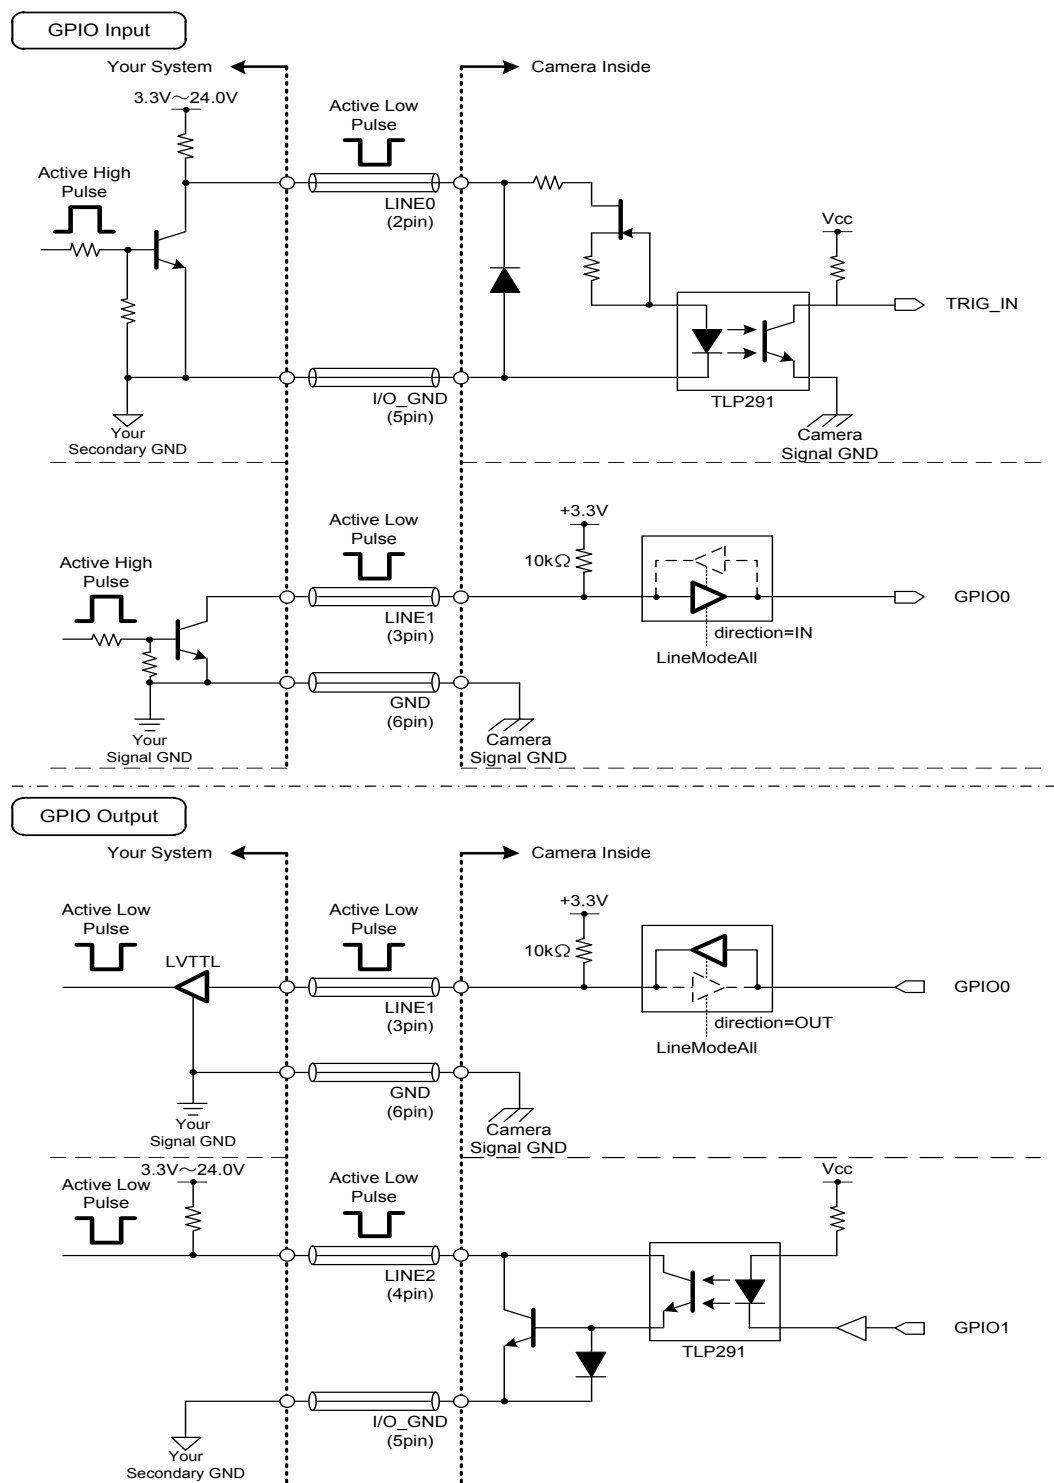 GPIO Input
Your System
Camera Inside
3.3V～24.0V
Active Low
Pulse
Active High
Pulse
LINE0
(2pin)
Vcc
TRIG_IN
TLP291
I/O_GND
(5pin)
Your
Secondary GND
Camera
Signal GND
Active Low
Pulse
+3.3V
10kΩ
Active High
Pulse
LINE1
(3pin)
GPIO0
direction=IN
LineModeAll
GND
(6pin)
Your
Signal GND
Camera
Signal GND
GPIO Output
Your System
Camera Inside
Active Low
Pulse
Active Low
Pulse
+3.3V
10kΩ
LVTTL
LINE1
(3pin)
GPIO0
direction=OUT
LineModeAll
GND
(6pin)
Your
Signal GND
Camera
Signal GND
3.3V～24.0V
Active Low
Pulse
Active Low
Pulse
Vcc
LINE2
(4pin)
GPIO1
TLP291
I/O_GND
(5pin)
Your
Secondary GND